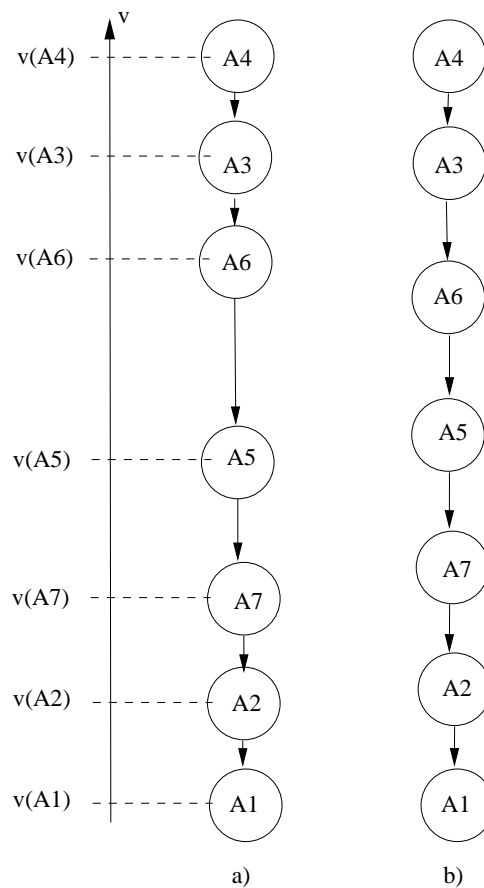 v
v(A4) A4 A4
v(A3) A3 A3
v(A6) A6 A6
v(A5) A5 A5
v(A7) A7 A7
v(A2) A2 A2
v(A1) A1 A1
a) b)